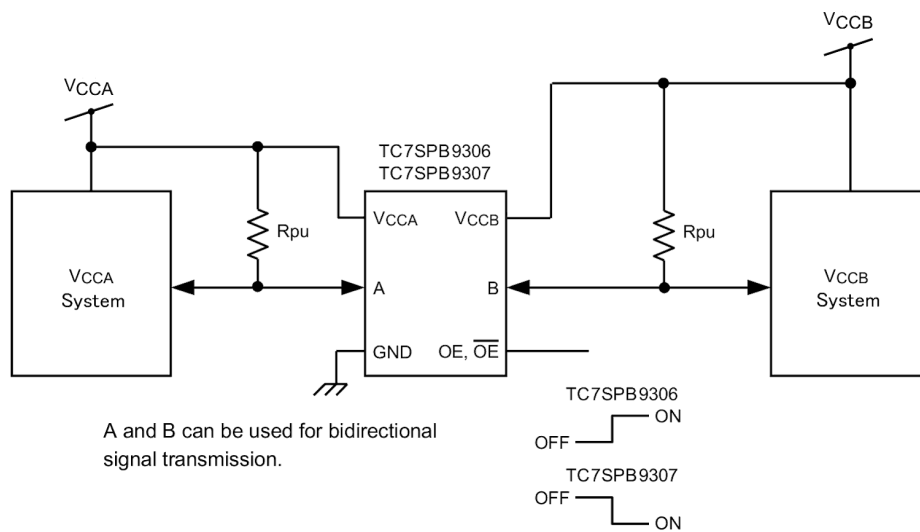 VCCB
VCCA
TC7SPB9306
TC7SPB9307
VCCA
VCCB
Rpu
Rpu
VCCA
System
A
B
VCCB
System
GND
OE, O̅E̅
TC7SPB9306
ON
OFF
A and B can be used for bidirectional
signal transmission.
TC7SPB9307
OFF
ON